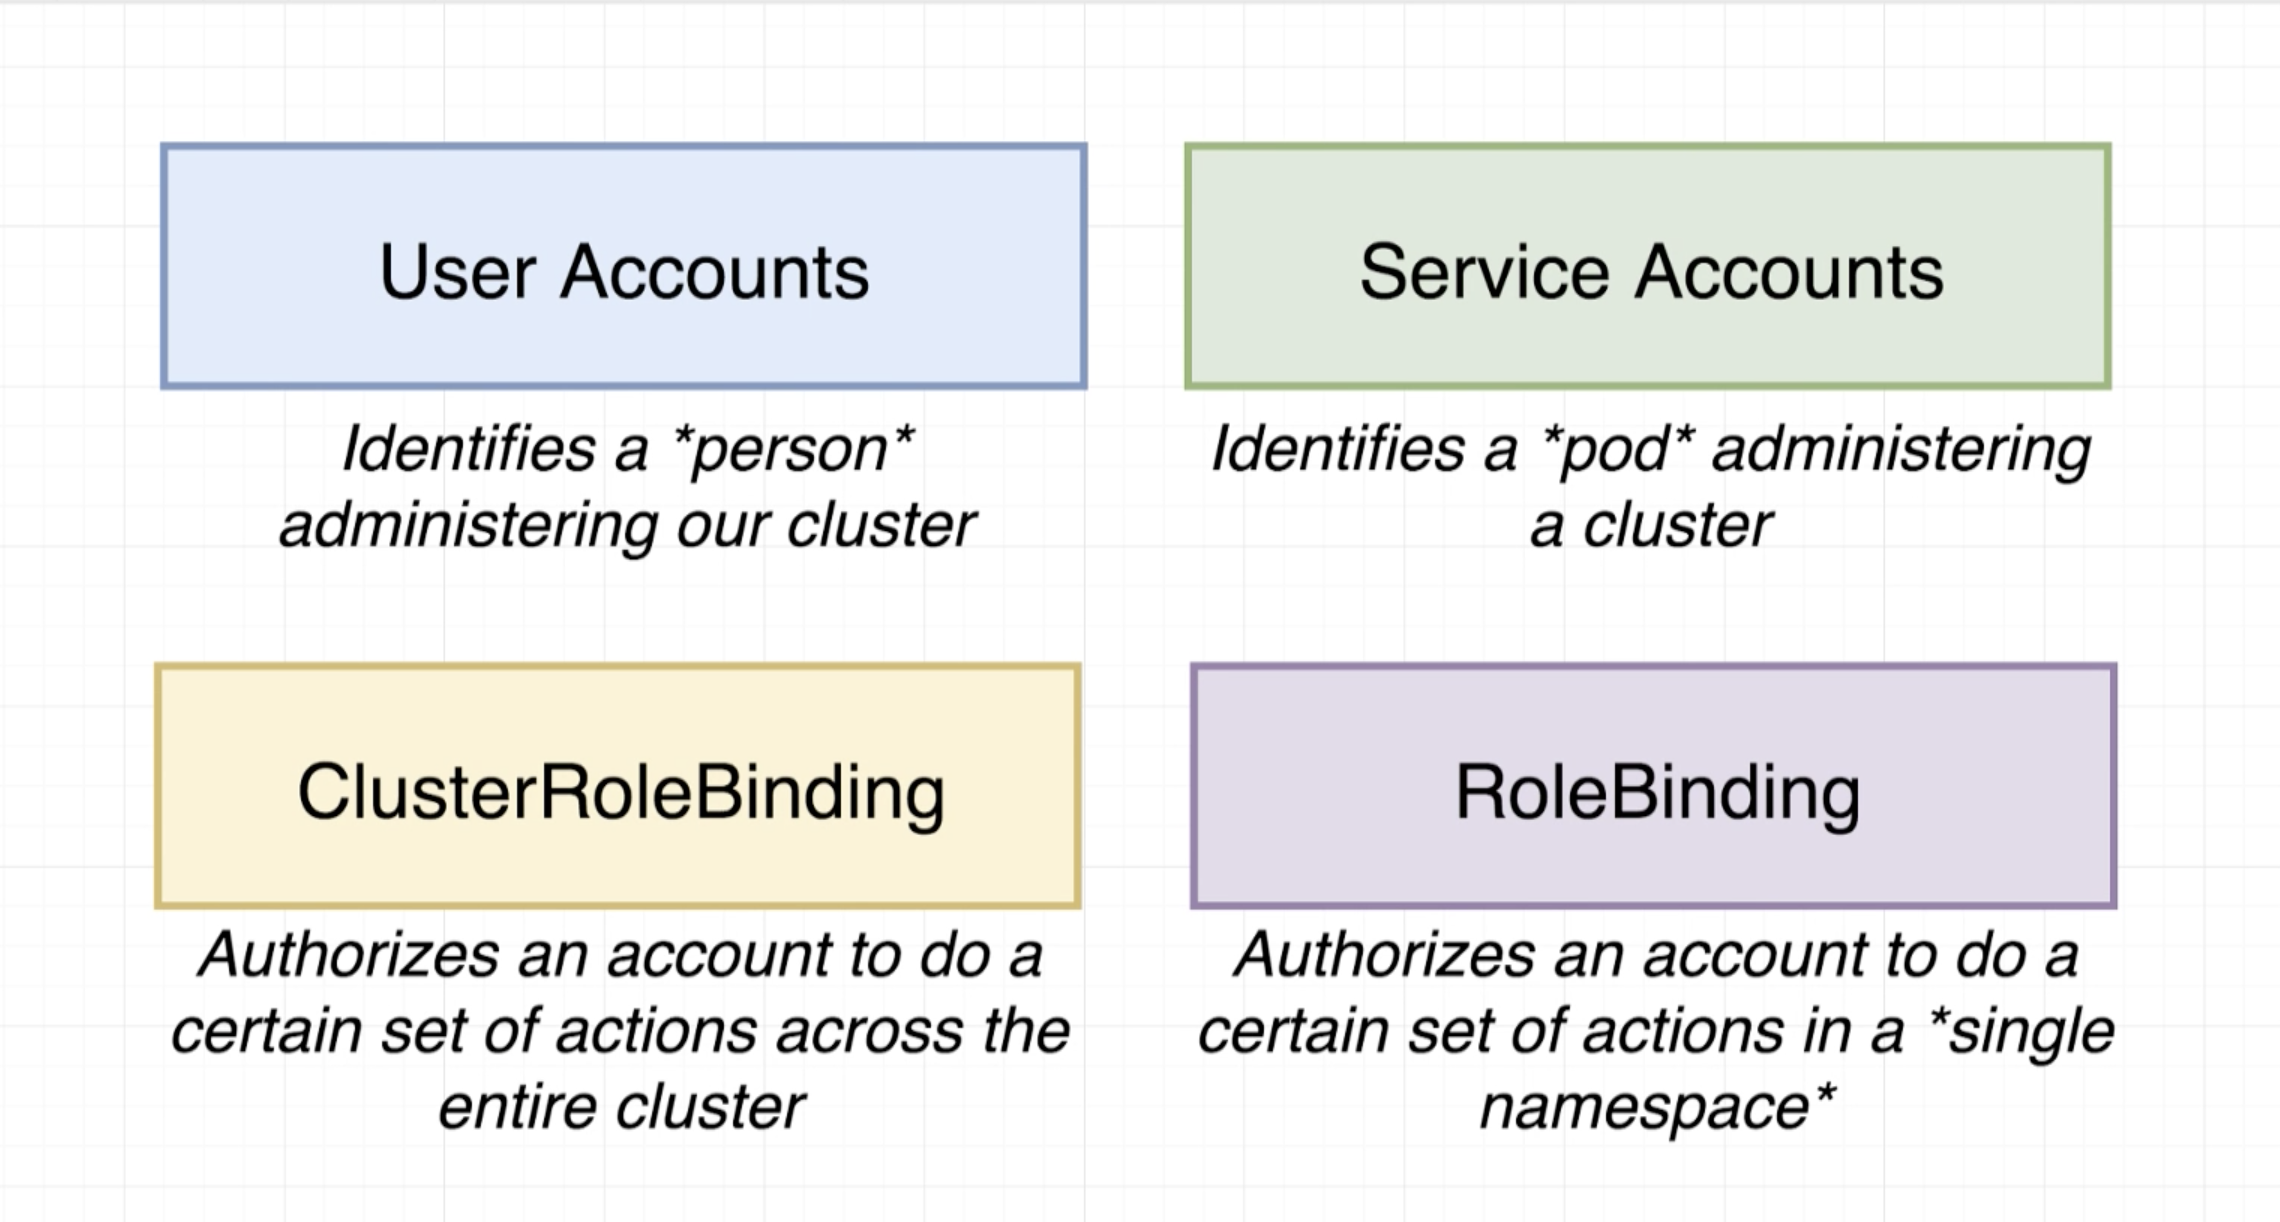 User Accounts
Identifies a *person*
administering our cluster
Service Accounts
Identifies a *pod* administering
a cluster
ClusterRoleBinding
Authorizes an account to do a
certain set of actions across the
entire cluster
RoleBinding
Authorizes an account to do a
certain set of actions in a *single
namespace*